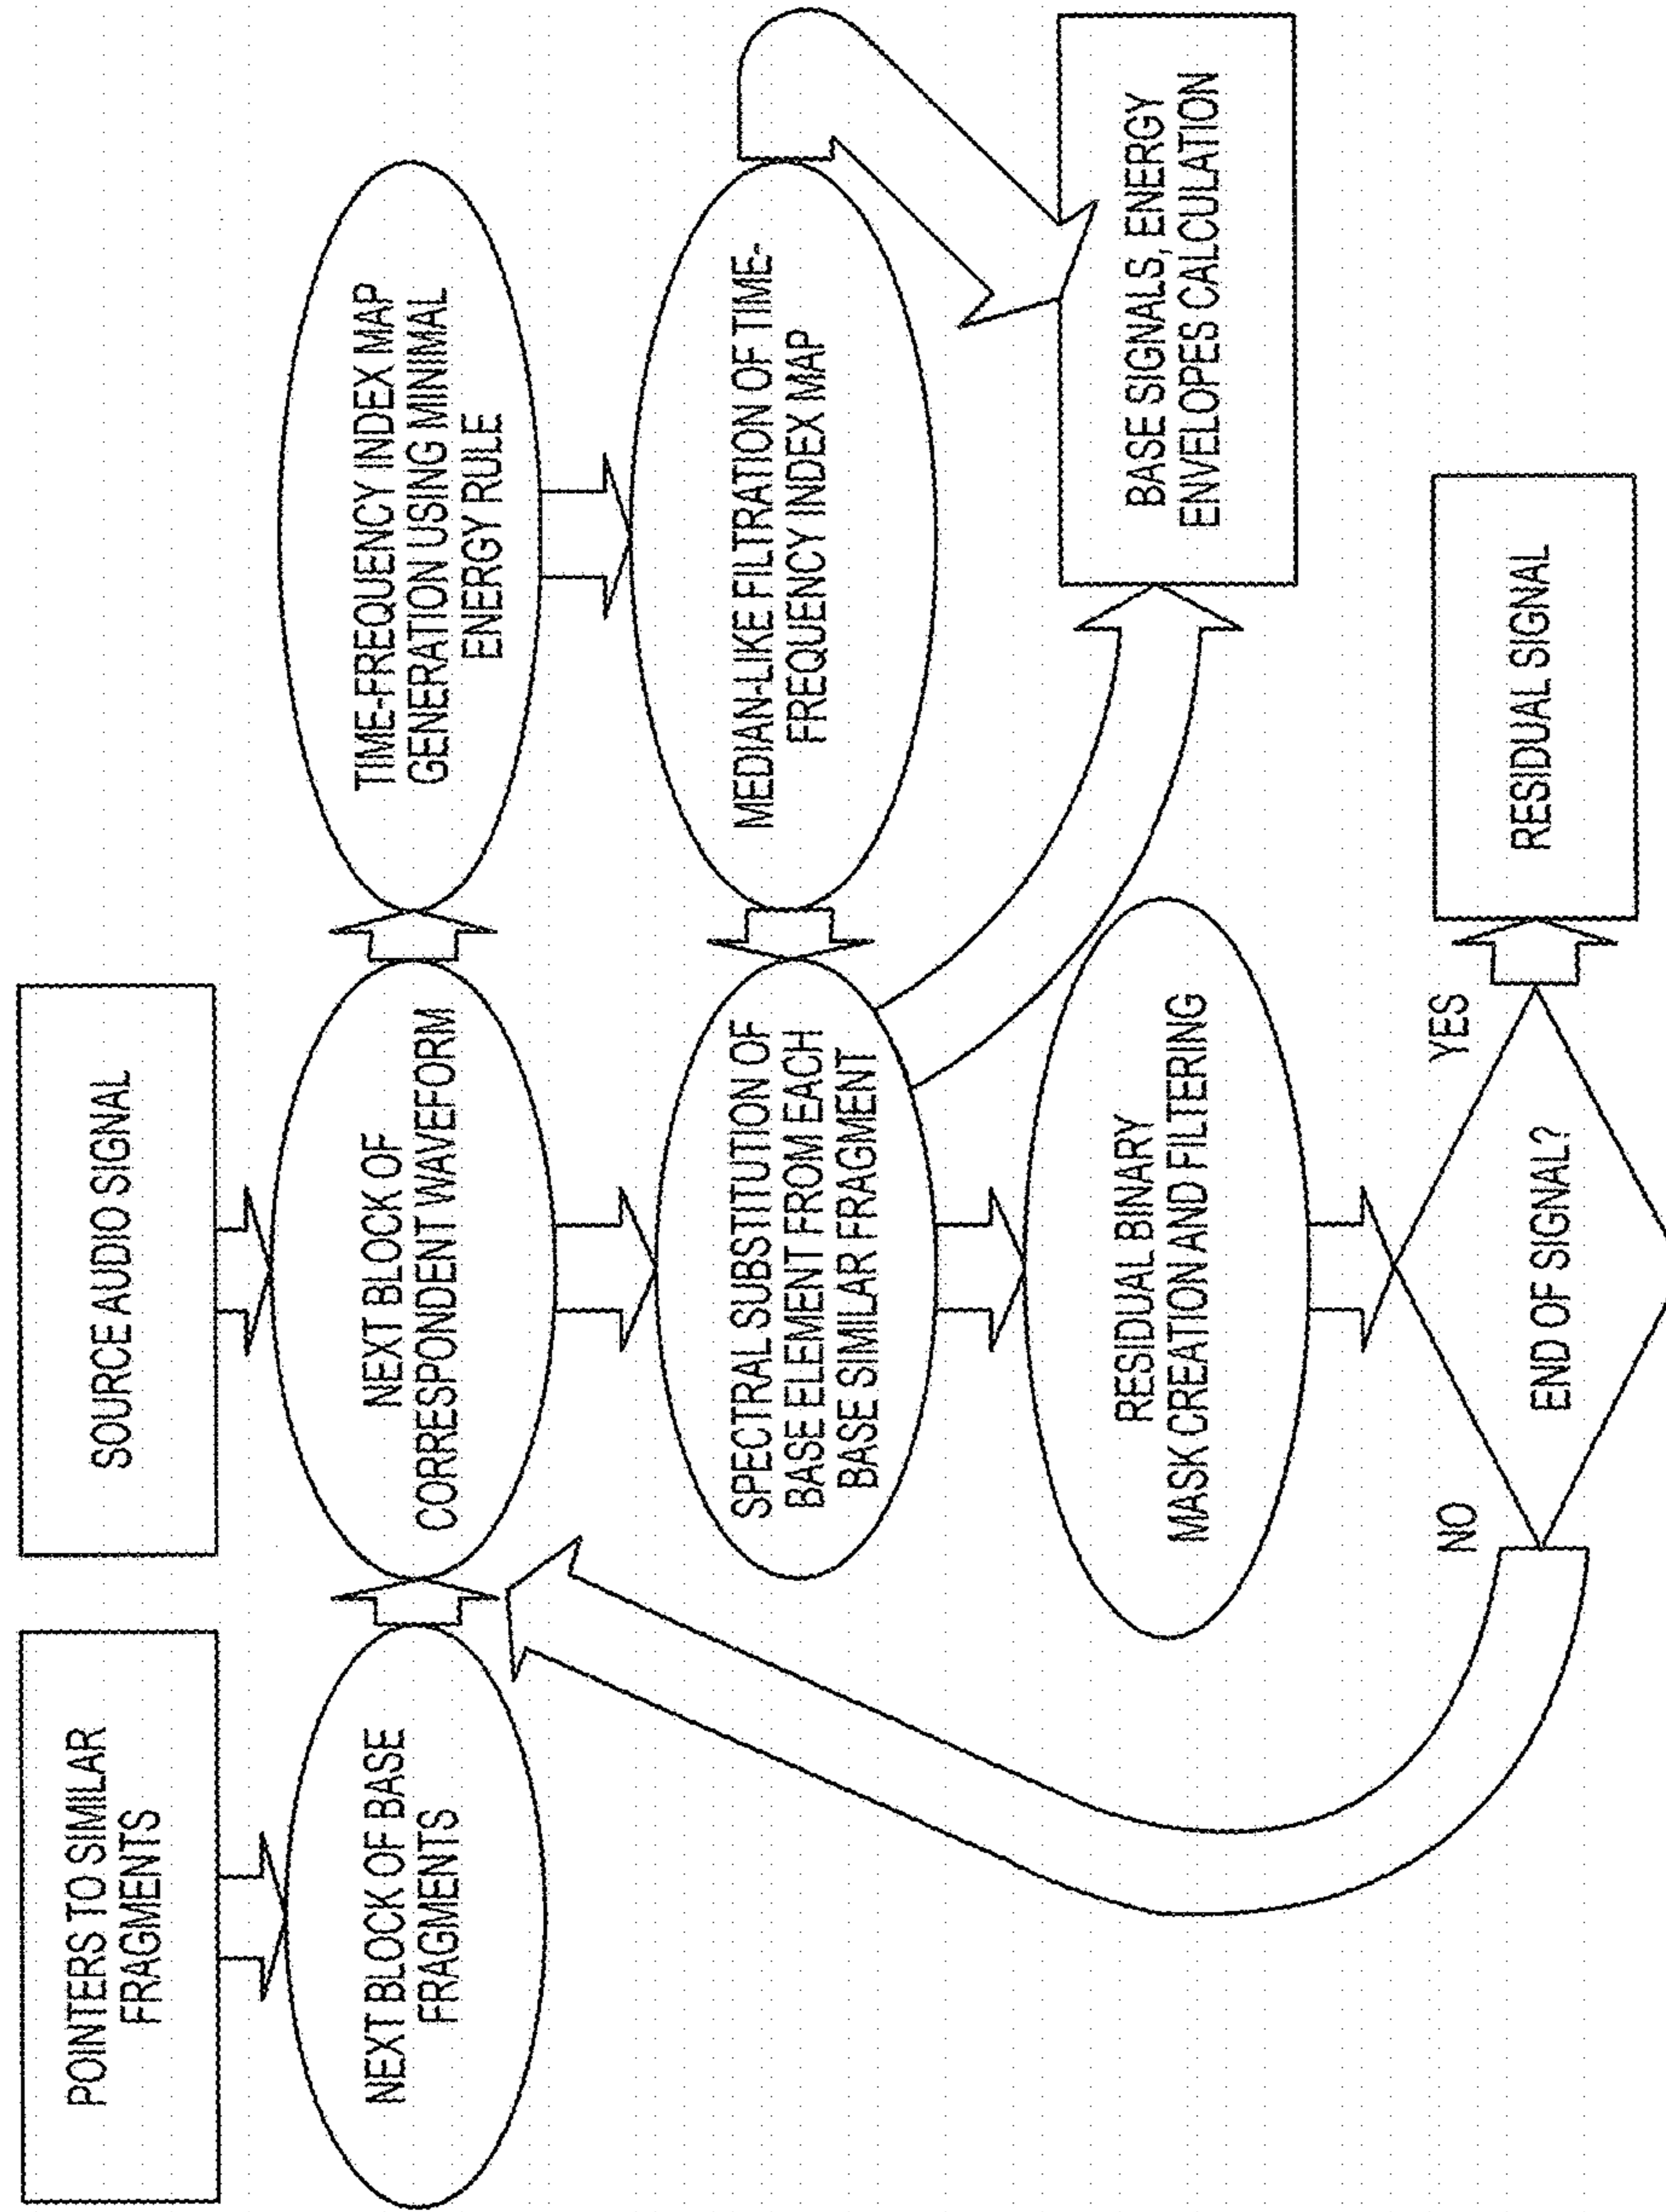 POINTERS TO SIMILAR
FRAGMENTS
SOURCE AUDIO SIGNAL
NEXT BLOCK OF BASE
FRAGMENTS
NEXT BLOCK OF
CORRESPONDENT WAVEFORM
TIME-FREQUENCY INDEX MAP
GENERATION USING MINIMAL
ENERGY RULE
SPECTRAL SUBSTITUTION OF
BASE ELEMENT FROM EACH
BASE SIMILAR FRAGMENT
MEDIAN-LIKE FILTRATION OF TIME-
FREQUENCY INDEX MAP
RESIDUAL BINARY
MASK CREATION AND FILTERING
BASE SIGNALS, ENERGY
ENVELOPES CALCULATION
NO
END OF SIGNAL?
YES
RESIDUAL SIGNAL